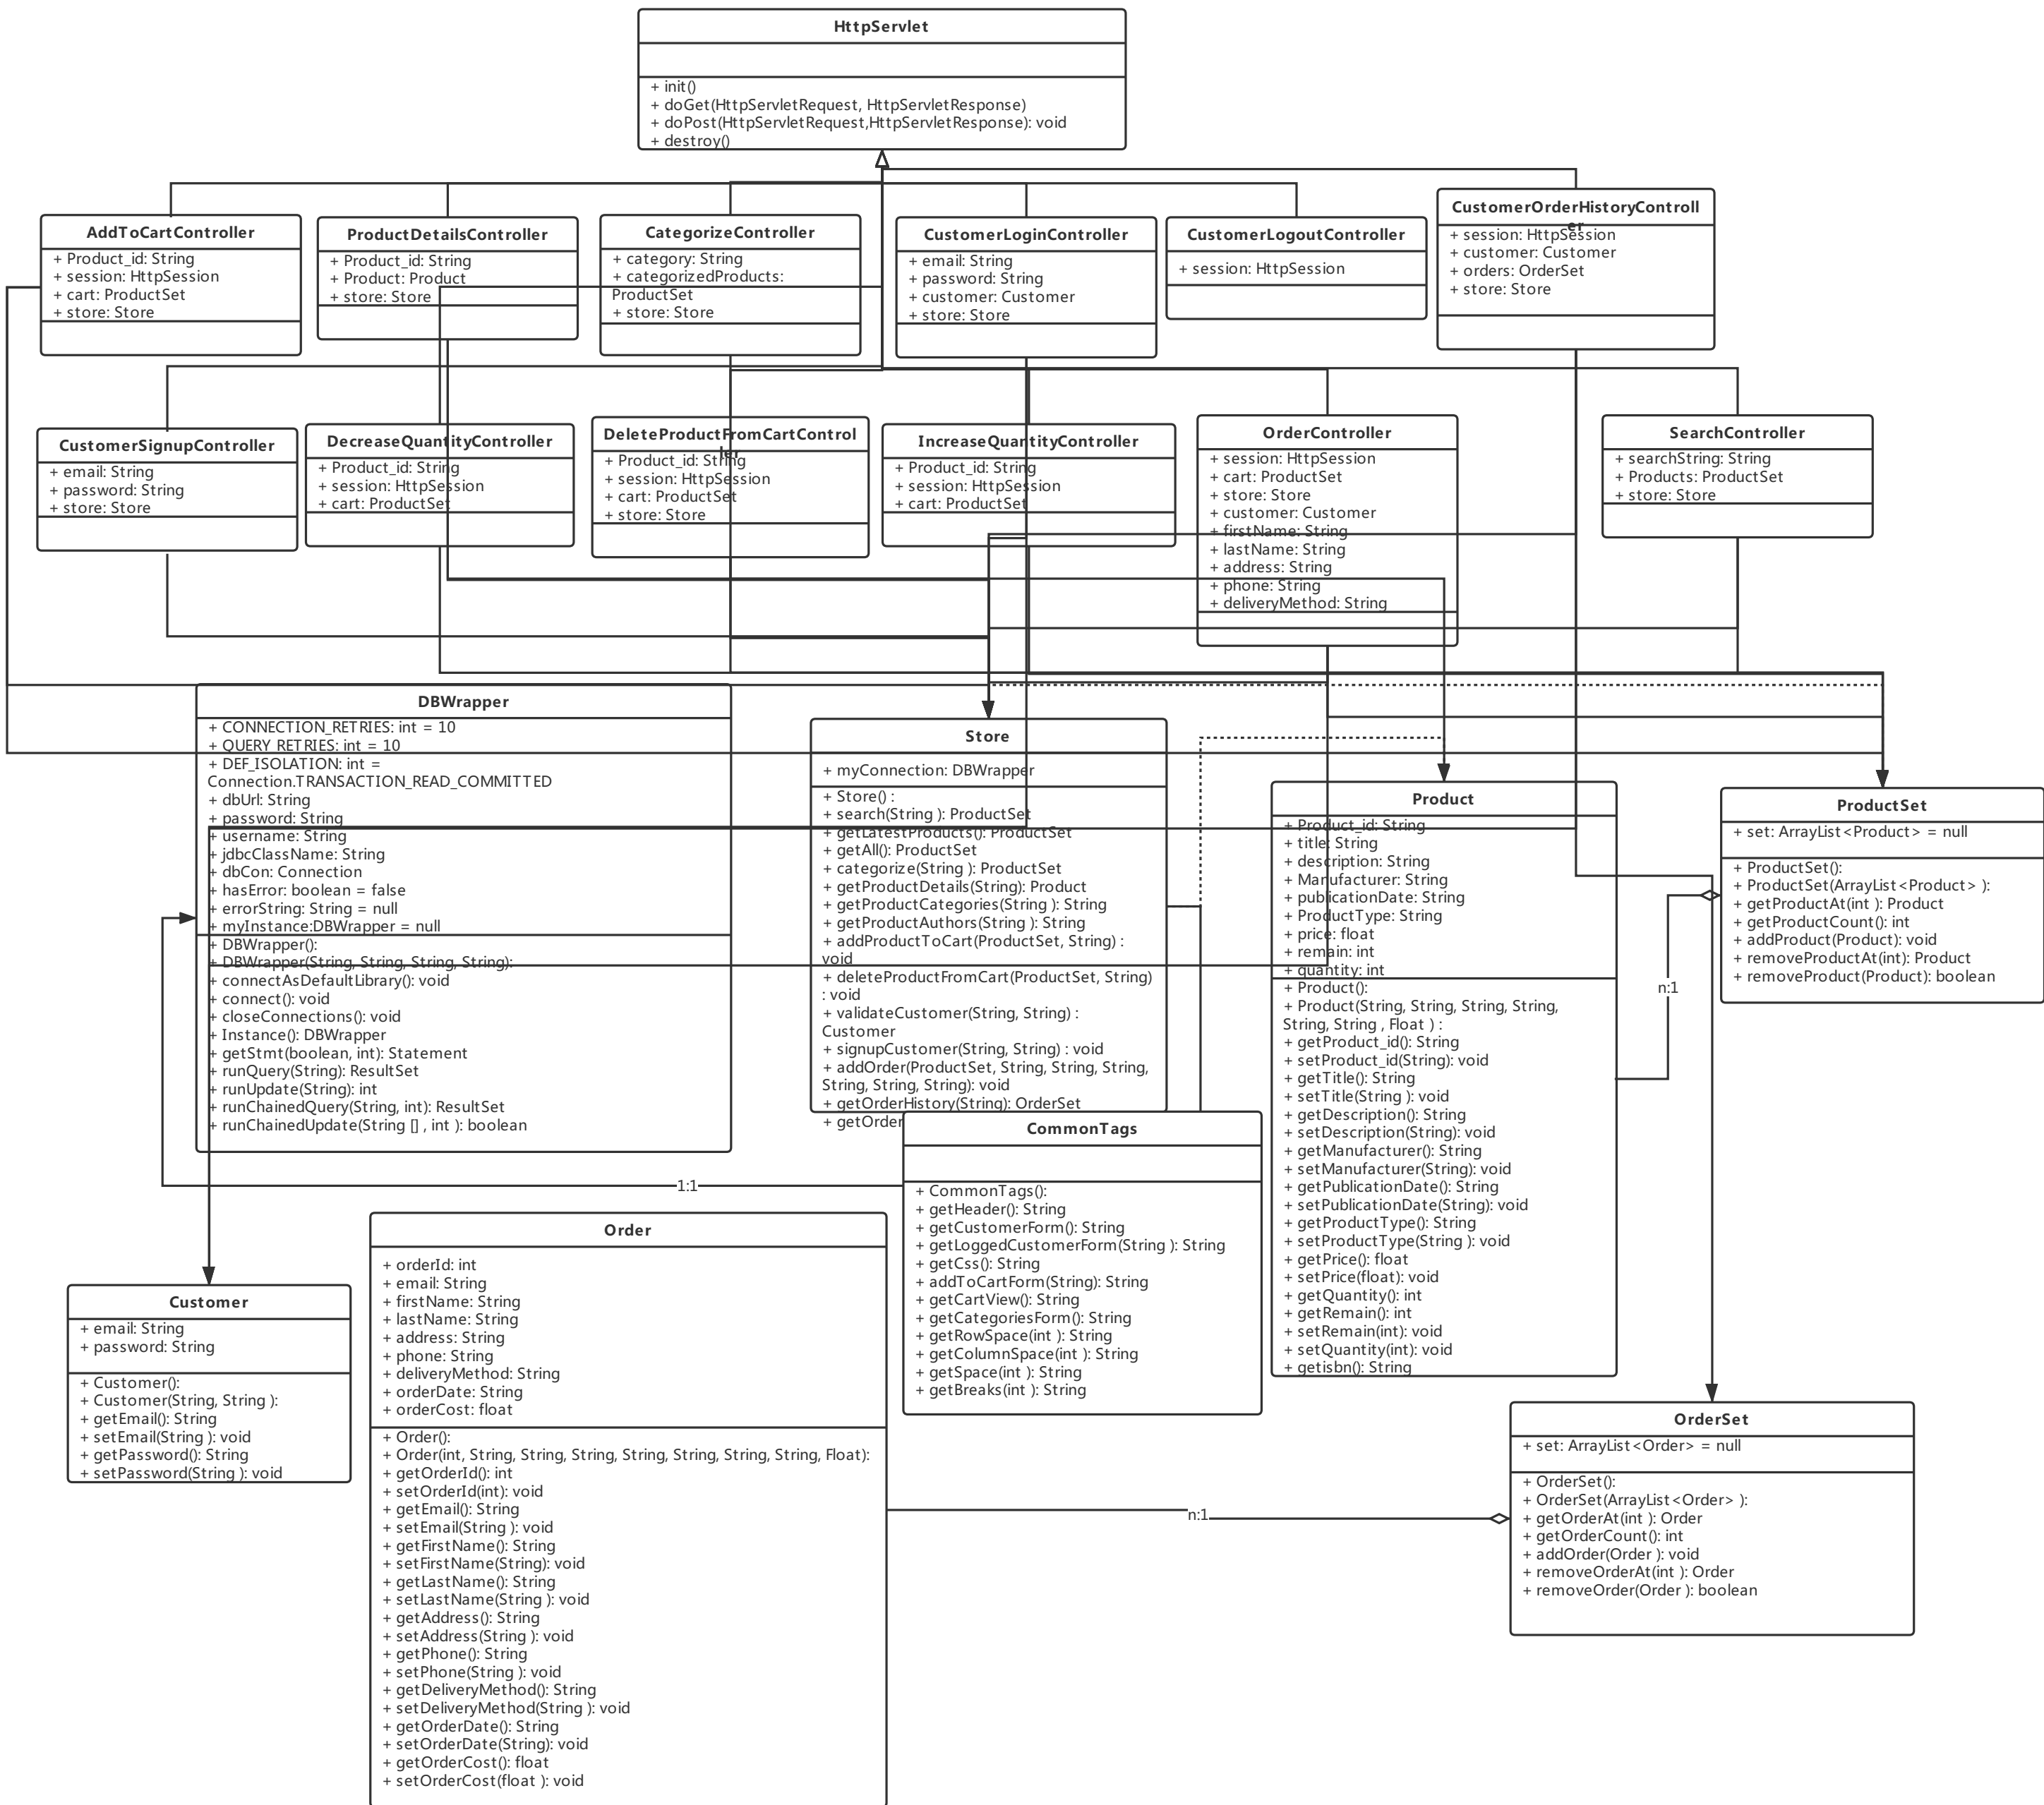 HttpServlet
+ init()
+ doGet(HttpServletRequest, HttpServletResponse)
+ doPost(HttpServletRequest,HttpServletResponse): void
+ destroy()
AddToCartController
+ Product_id: String
+ session: HttpSession
+ cart: ProductSet
+ store: Store
ProductDetailsController
+ Product_id: String
+ Product: Product
+ store: Store
CategorizeController
+ category: String
+ categorizedProducts:
ProductSet
+ store: Store
CustomerLoginController
+ email: String
+ password: String
+ customer: Customer
+ store: Store
CustomerLogoutController
+ session: HttpSession
CustomerOrderHistoryControll
er
+ session: HttpSession
+ customer: Customer
+ orders: OrderSet
+ store: Store
CustomerSignupController
+ email: String
+ password: String
+ store: Store
DecreaseQuantityController
+ Product_id: String
+ session: HttpSession
+ cart: ProductSet
DeleteProductFromCartControl
ler
+ Product_id: String
+ session: HttpSession
+ cart: ProductSet
+ store: Store
IncreaseQuantityController
+ Product_id: String
+ session: HttpSession
+ cart: ProductSet
OrderController
+ session: HttpSession
+ cart: ProductSet
+ store: Store
+ customer: Customer
+ firstName: String
+ lastName: String
+ address: String
+ phone: String
+ deliveryMethod: String
SearchController
+ searchString: String
+ Products: ProductSet
+ store: Store
DBWrapper
+ CONNECTION_RETRIES: int = 10
+ QUERY_RETRIES: int = 10
+ DEF_ISOLATION: int =
Connection.TRANSACTION_READ_COMMITTED
+ dbUrl: String
+ password: String
+ username: String
+ jdbcClassName: String
+ dbCon: Connection
+ hasError: boolean = false
+ errorString: String = null
+ myInstance:DBWrapper = null
+ DBWrapper():
+ DBWrapper(String, String, String, String):
+ connectAsDefaultLibrary(): void
+ connect(): void
+ closeConnections(): void
+ Instance(): DBWrapper
+ getStmt(boolean, int): Statement
+ runQuery(String): ResultSet
+ runUpdate(String): int
+ runChainedQuery(String, int): ResultSet
+ runChainedUpdate(String [] , int ): boolean
Store
+ myConnection: DBWrapper
+ Store() :
+ search(String ): ProductSet
+ getLatestProducts(): ProductSet
+ getAll(): ProductSet
+ categorize(String ): ProductSet
+ getProductDetails(String): Product
+ getProductCategories(String ): String
+ getProductAuthors(String ): String
+ addProductToCart(ProductSet, String) :
void
+ deleteProductFromCart(ProductSet, String)
: void
+ validateCustomer(String, String) :
Customer
+ signupCustomer(String, String) : void
+ addOrder(ProductSet, String, String, String,
String, String, String): void
+ getOrderHistory(String): OrderSet
+ getOrder
Product
+ Product_id: String
+ title: String
+ description: String
+ Manufacturer: String
+ publicationDate: String
+ ProductType: String
+ price: float
+ remain: int
+ quantity: int
+ Product():
+ Product(String, String, String, String,
String, String , Float ) :
+ getProduct_id(): String
+ setProduct_id(String): void
+ getTitle(): String
+ setTitle(String ): void
+ getDescription(): String
+ setDescription(String): void
+ getManufacturer(): String
+ setManufacturer(String): void
+ getPublicationDate(): String
+ setPublicationDate(String): void
+ getProductType(): String
+ setProductType(String ): void
+ getPrice(): float
+ setPrice(float): void
+ getQuantity(): int
+ getRemain(): int
+ setRemain(int): void
+ setQuantity(int): void
+ getisbn(): String
ProductSet
+ set: ArrayList<Product> = null
+ ProductSet():
+ ProductSet(ArrayList<Product> ):
+ getProductAt(int ): Product
+ getProductCount(): int
+ addProduct(Product): void
+ removeProductAt(int): Product
+ removeProduct(Product): boolean
n:1
1:1
CommonTags
+ CommonTags():
+ getHeader(): String
+ getCustomerForm(): String
+ getLoggedCustomerForm(String ): String
+ getCss(): String
+ addToCartForm(String): String
+ getCartView(): String
+ getCategoriesForm(): String
+ getRowSpace(int ): String
+ getColumnSpace(int ): String
+ getSpace(int ): String
+ getBreaks(int ): String
Customer
+ email: String
+ password: String
+ Customer():
+ Customer(String, String ):
+ getEmail(): String
+ setEmail(String ): void
+ getPassword(): String
+ setPassword(String ): void
Order
+ orderId: int
+ email: String
+ firstName: String
+ lastName: String
+ address: String
+ phone: String
+ deliveryMethod: String
+ orderDate: String
+ orderCost: float
+ Order():
+ Order(int, String, String, String, String, String, String, String, Float):
+ getOrderId(): int
+ setOrderId(int): void
+ getEmail(): String
+ setEmail(String ): void
+ getFirstName(): String
+ setFirstName(String): void
+ getLastName(): String
+ setLastName(String ): void
+ getAddress(): String
+ setAddress(String ): void
+ getPhone(): String
+ setPhone(String ): void
+ getDeliveryMethod(): String
+ setDeliveryMethod(String ): void
+ getOrderDate(): String
+ setOrderDate(String): void
+ getOrderCost(): float
+ setOrderCost(float ): void
n:1
OrderSet
+ set: ArrayList<Order> = null
+ OrderSet():
+ OrderSet(ArrayList<Order> ):
+ getOrderAt(int ): Order
+ getOrderCount(): int
+ addOrder(Order ): void
+ removeOrderAt(int ): Order
+ removeOrder(Order ): boolean